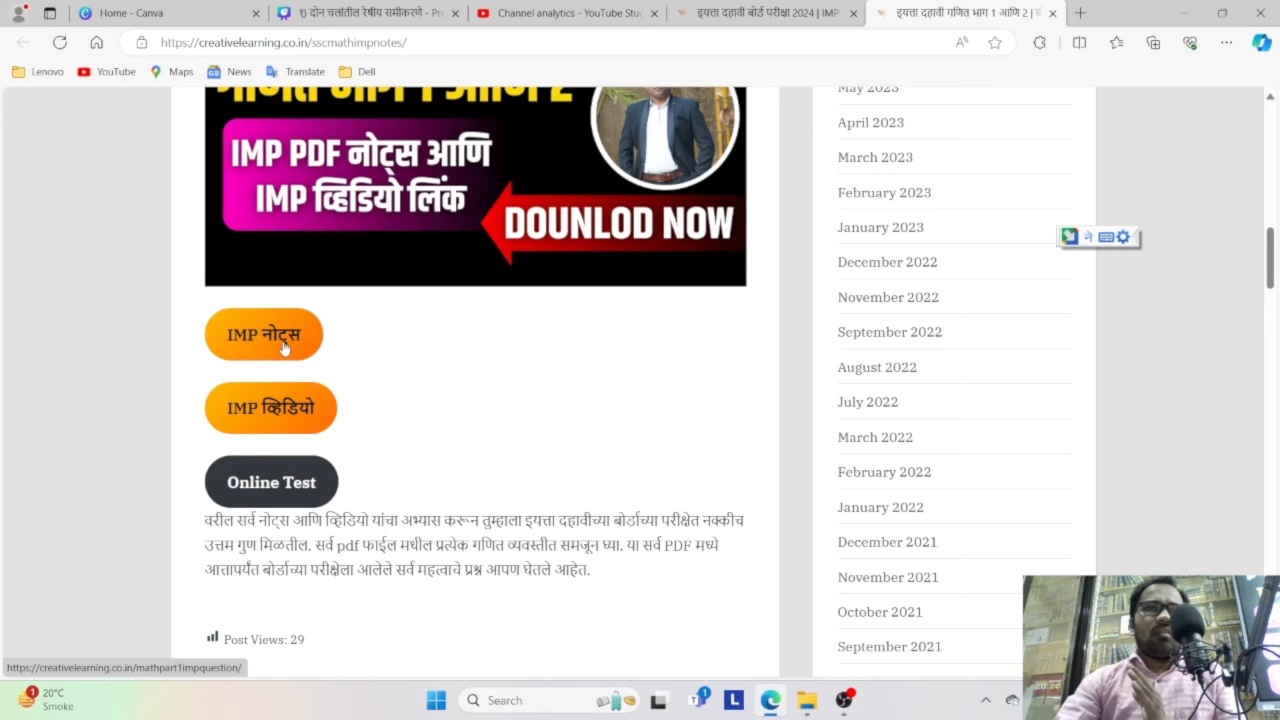 Home - Canva
१) दोन चलांतील रेषीय समीकरणे - Pr
Channel analytics - YouTube Stu
इयत्ता दहावी बोर्ड परीक्षा 2024 | IMP
इयत्ता दहावी गणित भाग 1 आणि 2 |
https://creativelearning.co.in/sscmathimpnotes/
Lenovo
YouTube
Maps
News
Translate
Dell
गणित भाग 1 आणि 2
IMP PDF नोट्स आणि
IMP व्हिडियो लिंक
DOUNLOD NOW
IMP नोट्स
IMP व्हिडियो
Online Test
वरील सर्व नोट्स आणि व्हिडियो यांचा अभ्यास करून तुम्हाला इयत्ता दहावीच्या बोर्डाच्या परीक्षेत नक्कीच
उत्तम गुण मिळतील. सर्व pdf फाईल मधील प्रत्येक गणित व्यवस्तीत समजून घ्या. या सर्व PDF मध्ये
आत्तापर्यंत बोर्डाच्या परीक्षेला आलेले सर्व महत्वाचे प्रश्न आपण घेतले आहेत.
Post Views: 29
May 2023
April 2023
March 2023
February 2023
January 2023
December 2022
November 2022
September 2022
August 2022
July 2022
March 2022
February 2022
January 2022
December 2021
November 2021
October 2021
September 2021
ने
https://creativelearning.co.in/mathpart1impquestion/
1
20°C
Smoke
Search
1
L